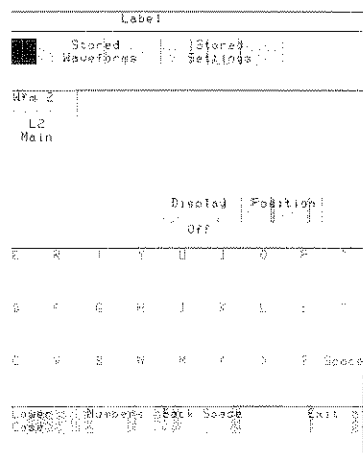 Label
Stored Stored
Waveforms Settings
Wfm 2
L2
Main
Display Position
Off
E R T Y U I O P
D F G H J K L ;
C V B N M Space
Lower Numbers Back Space Exit
Case